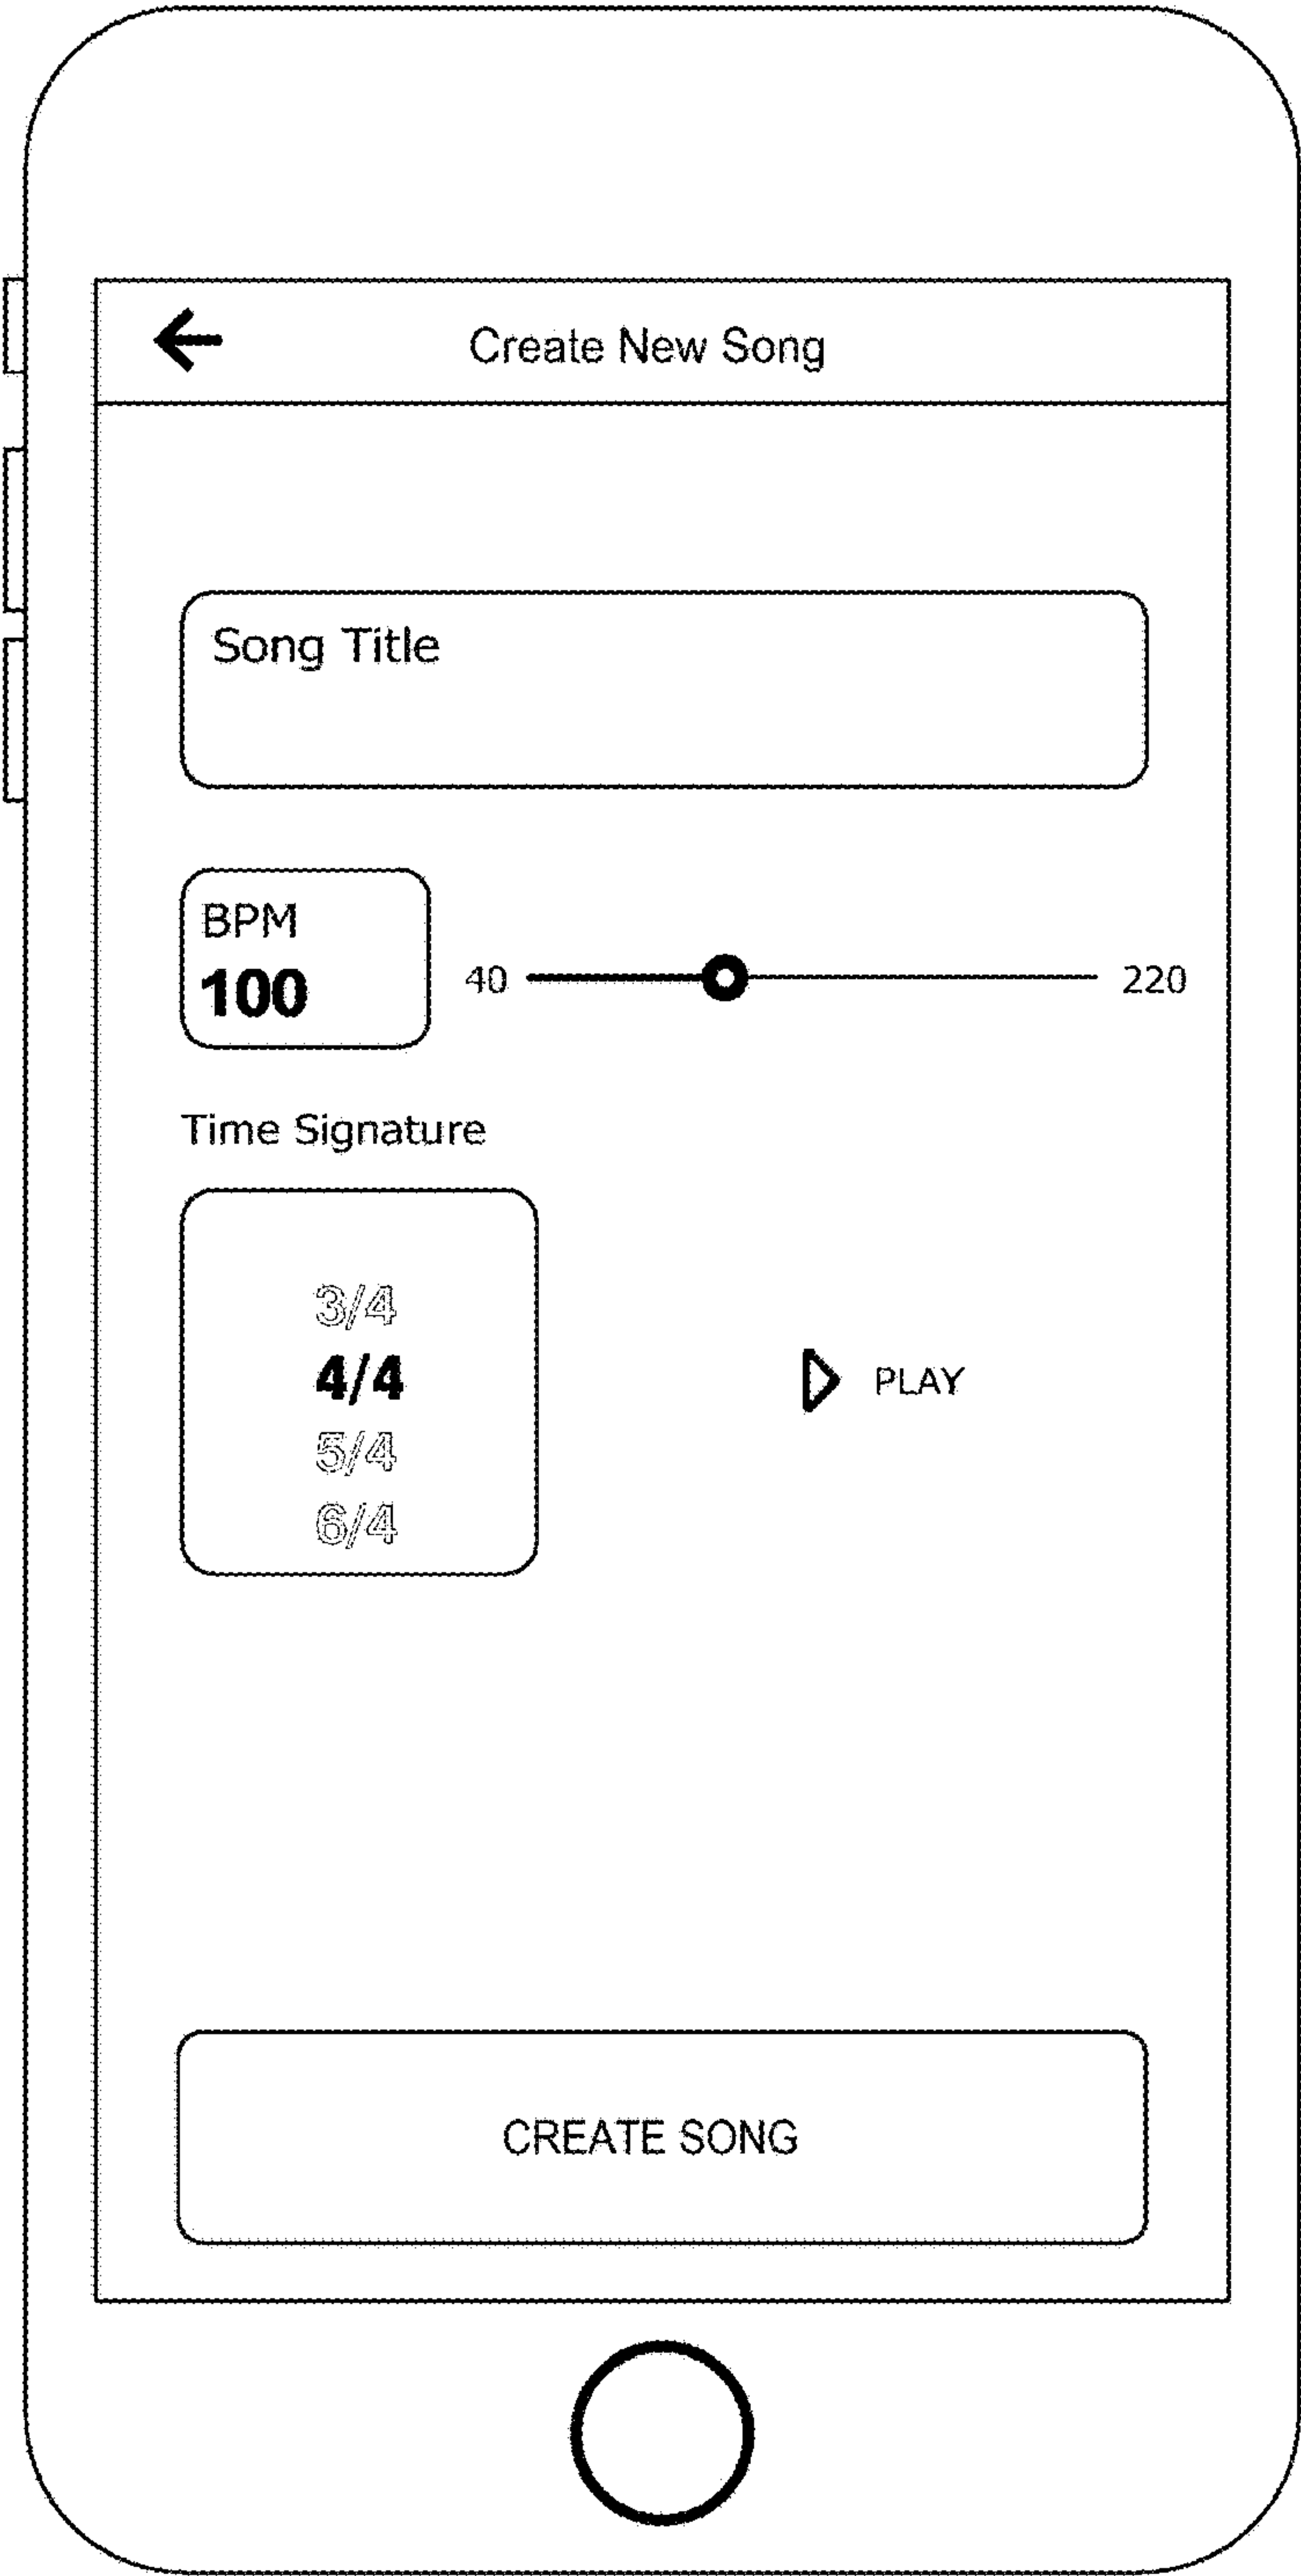 Create New Song
Song Title
BPM
100
40
220
Time Signature
3/4
4/4
5/4
6/4
PLAY
CREATE SONG